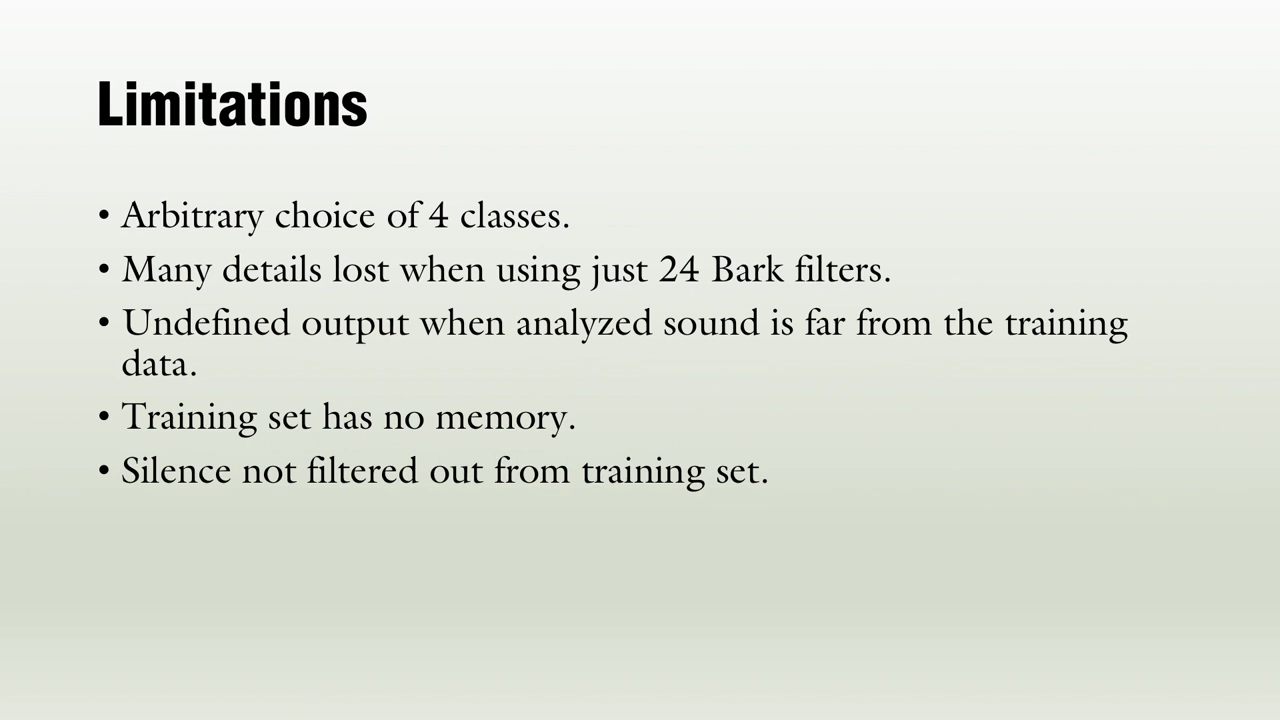 Limitations
• Arbitrary choice of 4 classes.
• Many details lost when using just 24 Bark filters.
• Undefined output when analyzed sound is far from the training
data.
• Training set has no memory.
• Silence not filtered out from training set.